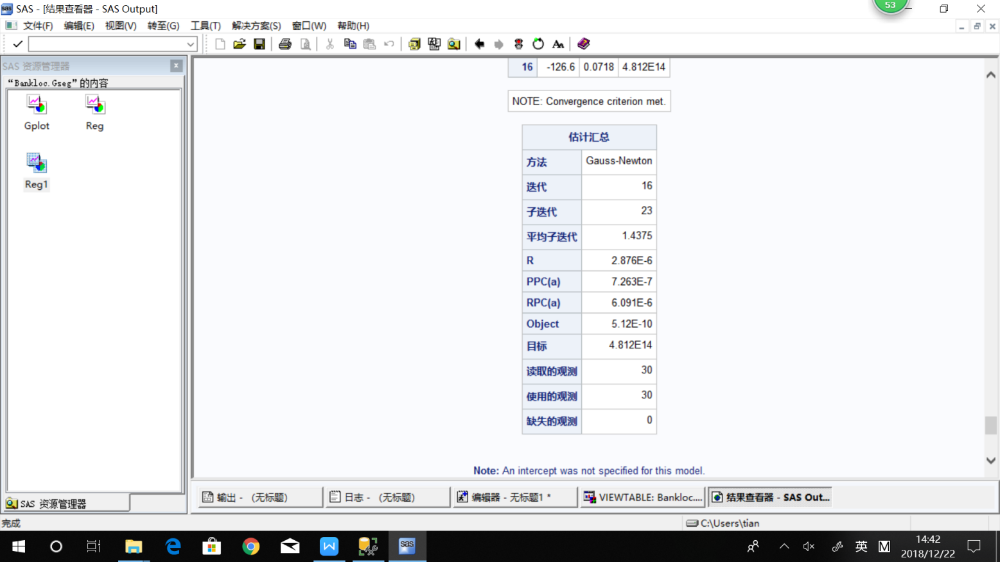 SAS - [结果查看器 - SAS Output]
53
文件(F) 编辑(E) 视图(V) 转至(G) 工具(T) 解决方案(S) 窗口(W) 帮助(H)
SAS 资源管理器
“Bankloc.Gseg”的内容
Gplot
Reg
Reg1
16 -126.6 0.0718 4.812E14
NOTE: Convergence criterion met.
估计汇总
方法 Gauss-Newton
迭代 16
子迭代 23
平均子迭代 1.4375
R 2.876E-6
PPC(a) 7.263E-7
RPC(a) 6.091E-6
Object 5.12E-10
目标 4.812E14
读取的观测 30
使用的观测 30
缺失的观测 0
Note: An intercept was not specified for this model.
SAS 资源管理器
输出 - (无标题)
日志 - (无标题)
编辑器 - 无标题1 *
VIEWTABLE: Bankloc....
结果查看器 - SAS Out...
完成
C:\Users\tian
sas
英
M
14:42
2018/12/22